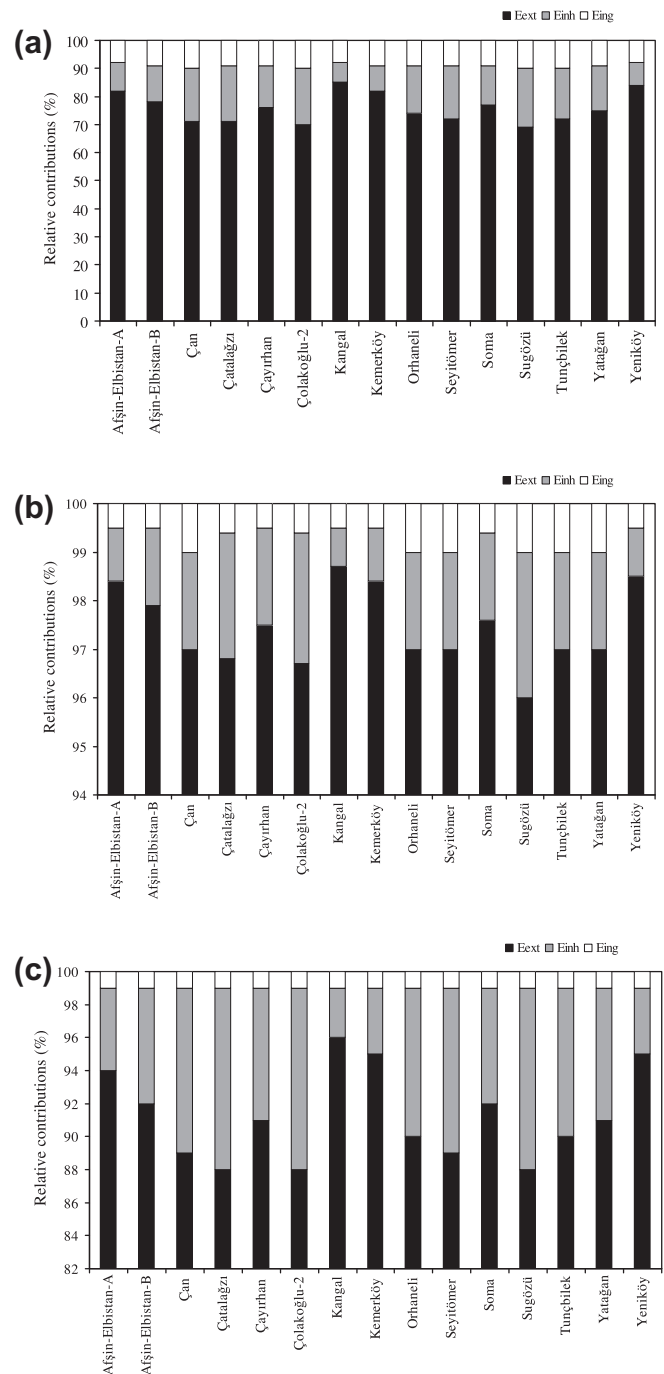 (a)
Eext Einh Eing
Relative contributions (%)
100
90
80
70
60
50
40
30
20
10
0
Afşin-Elbistan-A
Afşin-Elbistan-B
Çan
Çatalağzı
Çayırhan
Çolakoğlu-2
Kangal
Kemerköy
Orhaneli
Seyitömer
Soma
Sugözü
Tunçbilek
Yatağan
Yeniköy
(b)
Eext Einh Eing
Relative contributions (%)
100
99
98
97
96
95
94
Afşin-Elbistan-A
Afşin-Elbistan-B
Çan
Çatalağzı
Çayırhan
Çolakoğlu-2
Kangal
Kemerköy
Orhaneli
Seyitömer
Soma
Sugözü
Tunçbilek
Yatağan
Yeniköy
(c)
Eext Einh Eing
Relative contributions (%)
100
98
96
94
92
90
88
86
84
82
Afşin-Elbistan-A
Afşin-Elbistan-B
Çan
Çatalağzı
Çayırhan
Çolakoğlu-2
Kangal
Kemerköy
Orhaneli
Seyitömer
Soma
Sugözü
Tunçbilek
Yatağan
Yeniköy